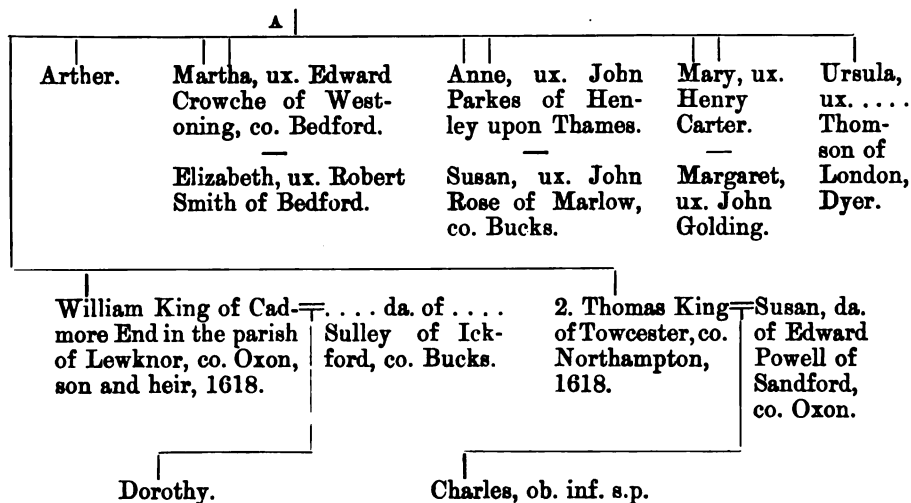 A
Arther.
Martha, ux. Edward
Crowche of West-
oning, co. Bedford.
—
Elizabeth, ux. Robert
Smith of Bedford.
Anne, ux. John
Parkes of Hen-
ley upon Thames.
—
Susan, ux. John
Rose of Marlow,
co. Bucks.
Mary, ux.
Henry
Carter.
—
Margaret,
ux. John
Golding.
Ursula,
ux. . . . .
Thom-
son of
London,
Dyer.
William King of Cad-
more End in the parish
of Lewknor, co. Oxon,
son and heir, 1618.
. . . . da. of . . . .
Sulley of Ick-
ford, co. Bucks.
2. Thomas King
of Towcester, co.
Northampton,
1618.
Susan, da.
of Edward
Powell of
Sandford,
co. Oxon.
Dorothy.
Charles, ob. inf. s.p.